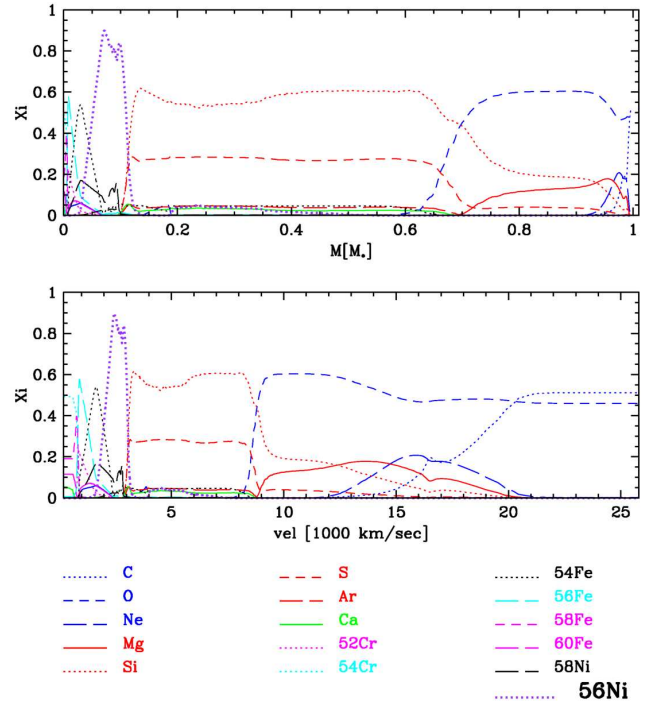 1
0.8
0.6
0.4
0.2
0
Xi
0 0.2 0.4 0.6 0.8 1
M[M*]
1
0.8
0.6
0.4
0.2
0
Xi
5 10 15 20 25
vel [1000 km/sec]
C S 54Fe
O Ar 56Fe
Ne Ca 58Fe
Mg 52Cr 60Fe
Si 54Cr 58Ni
56Ni